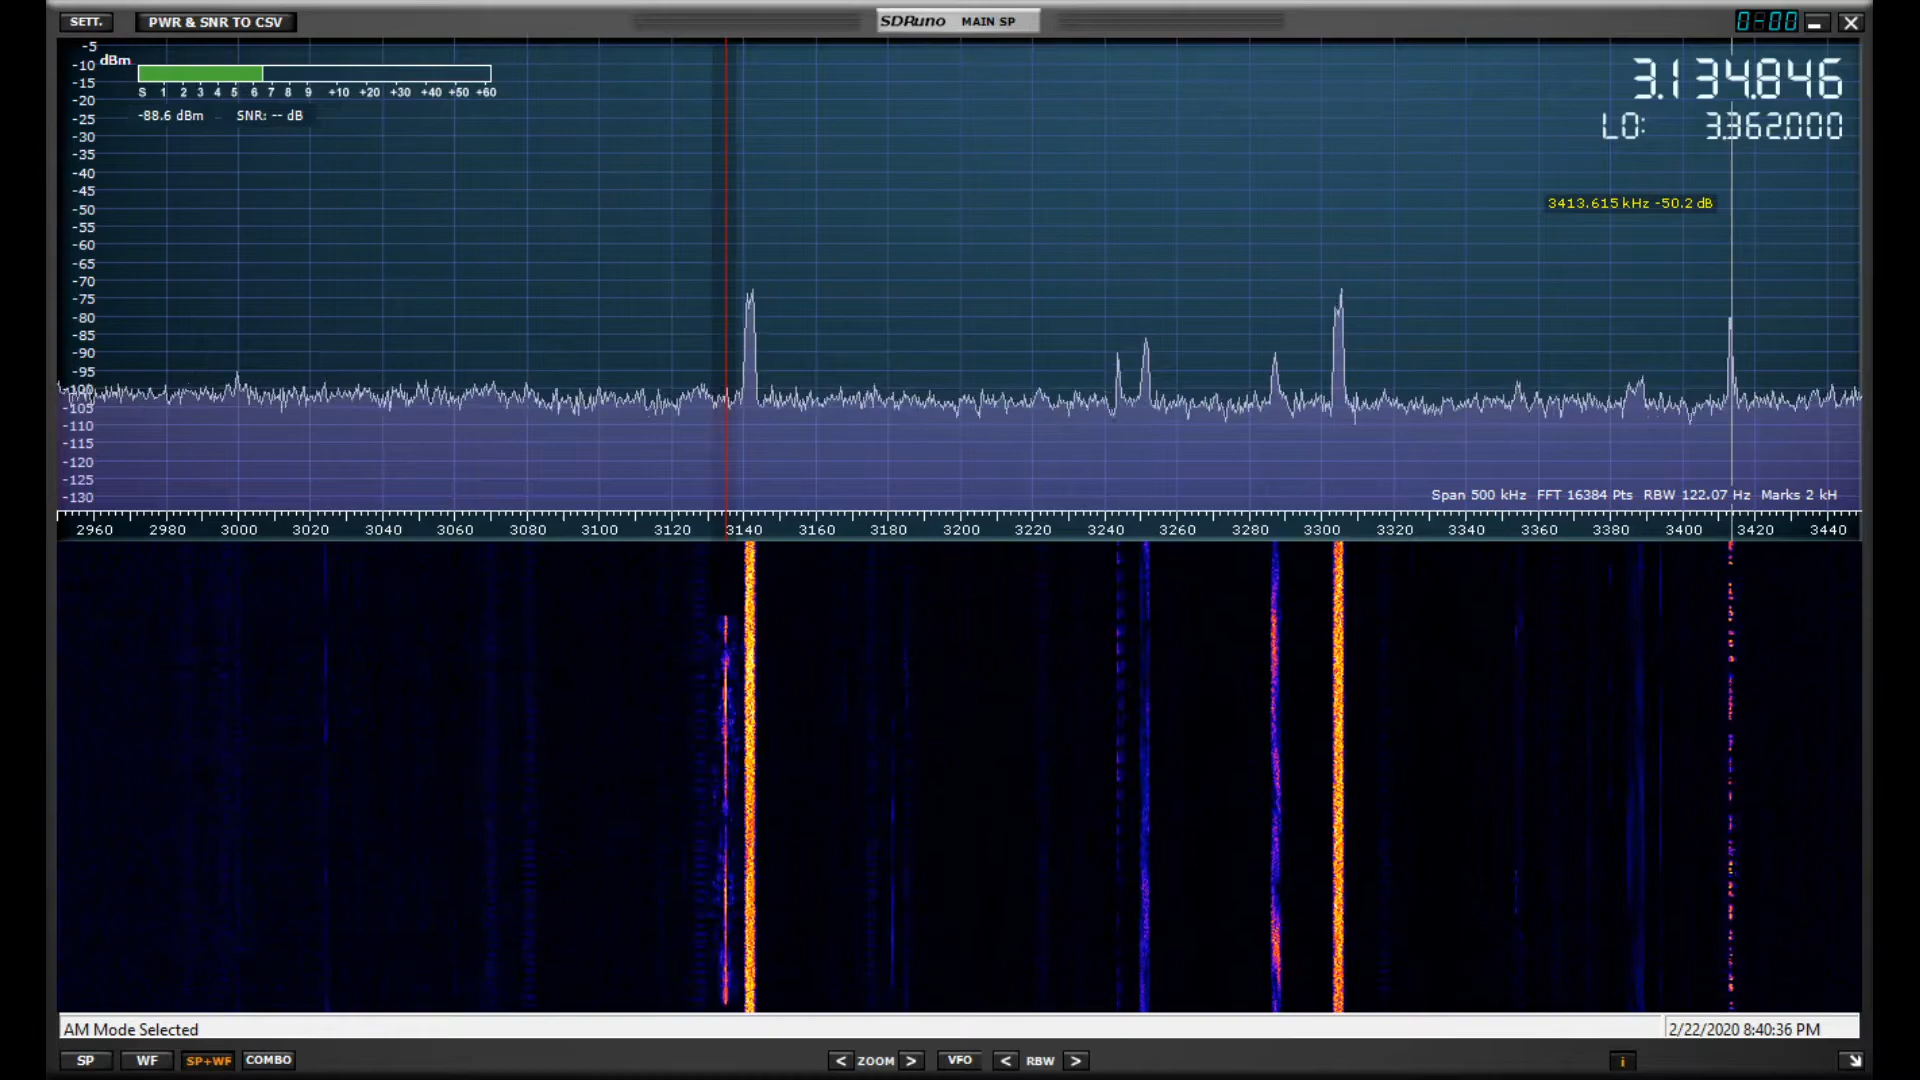 SETT. PWR & SNR TO CSV SDRuno MAIN SP 0-00
-5
-10 dBm
-15
-20
-25
-30
-35
-40
-45
-50
-55
-60
-65
-70
-75
-80
-85
-90
-95
-100
-105
-110
-115
-120
-125
-130
S 1 2 3 4 5 6 7 8 9 +10 +20 +30 +40 +50 +60
-88.6 dBm SNR: -- dB
3.134.846
LO: 3.362.000
3413.615 kHz -50.2 dB
Span 500 kHz FFT 16384 Pts RBW 122.07 Hz Marks 2 kH
2960 2980 3000 3020 3040 3060 3080 3100 3120 3140 3160 3180 3200 3220 3240 3260 3280 3300 3320 3340 3360 3380 3400 3420 3440
AM Mode Selected 2/22/2020 8:40:36 PM
SP WF SP+WF COMBO < ZOOM > VFO < RBW > i